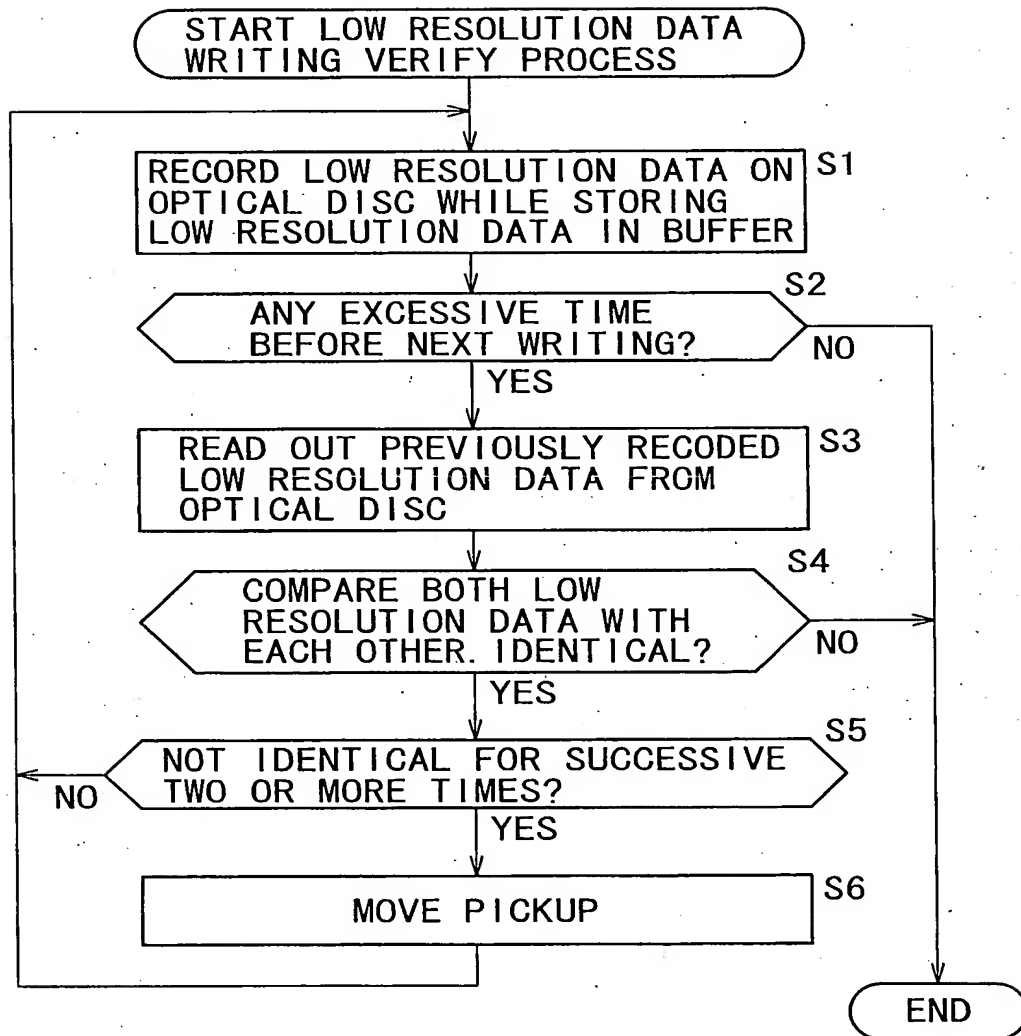 START LOW RESOLUTION DATA
WRITING VERIFY PROCESS
RECORD LOW RESOLUTION DATA ON
OPTICAL DISC WHILE STORING
LOW RESOLUTION DATA IN BUFFER
S1
ANY EXCESSIVE TIME
BEFORE NEXT WRITING?
S2
NO
YES
READ OUT PREVIOUSLY RECODED
LOW RESOLUTION DATA FROM
OPTICAL DISC
S3
COMPARE BOTH LOW
RESOLUTION DATA WITH
EACH OTHER. IDENTICAL?
S4
NO
YES
NOT IDENTICAL FOR SUCCESSIVE
TWO OR MORE TIMES?
S5
NO
YES
MOVE PICKUP
S6
END